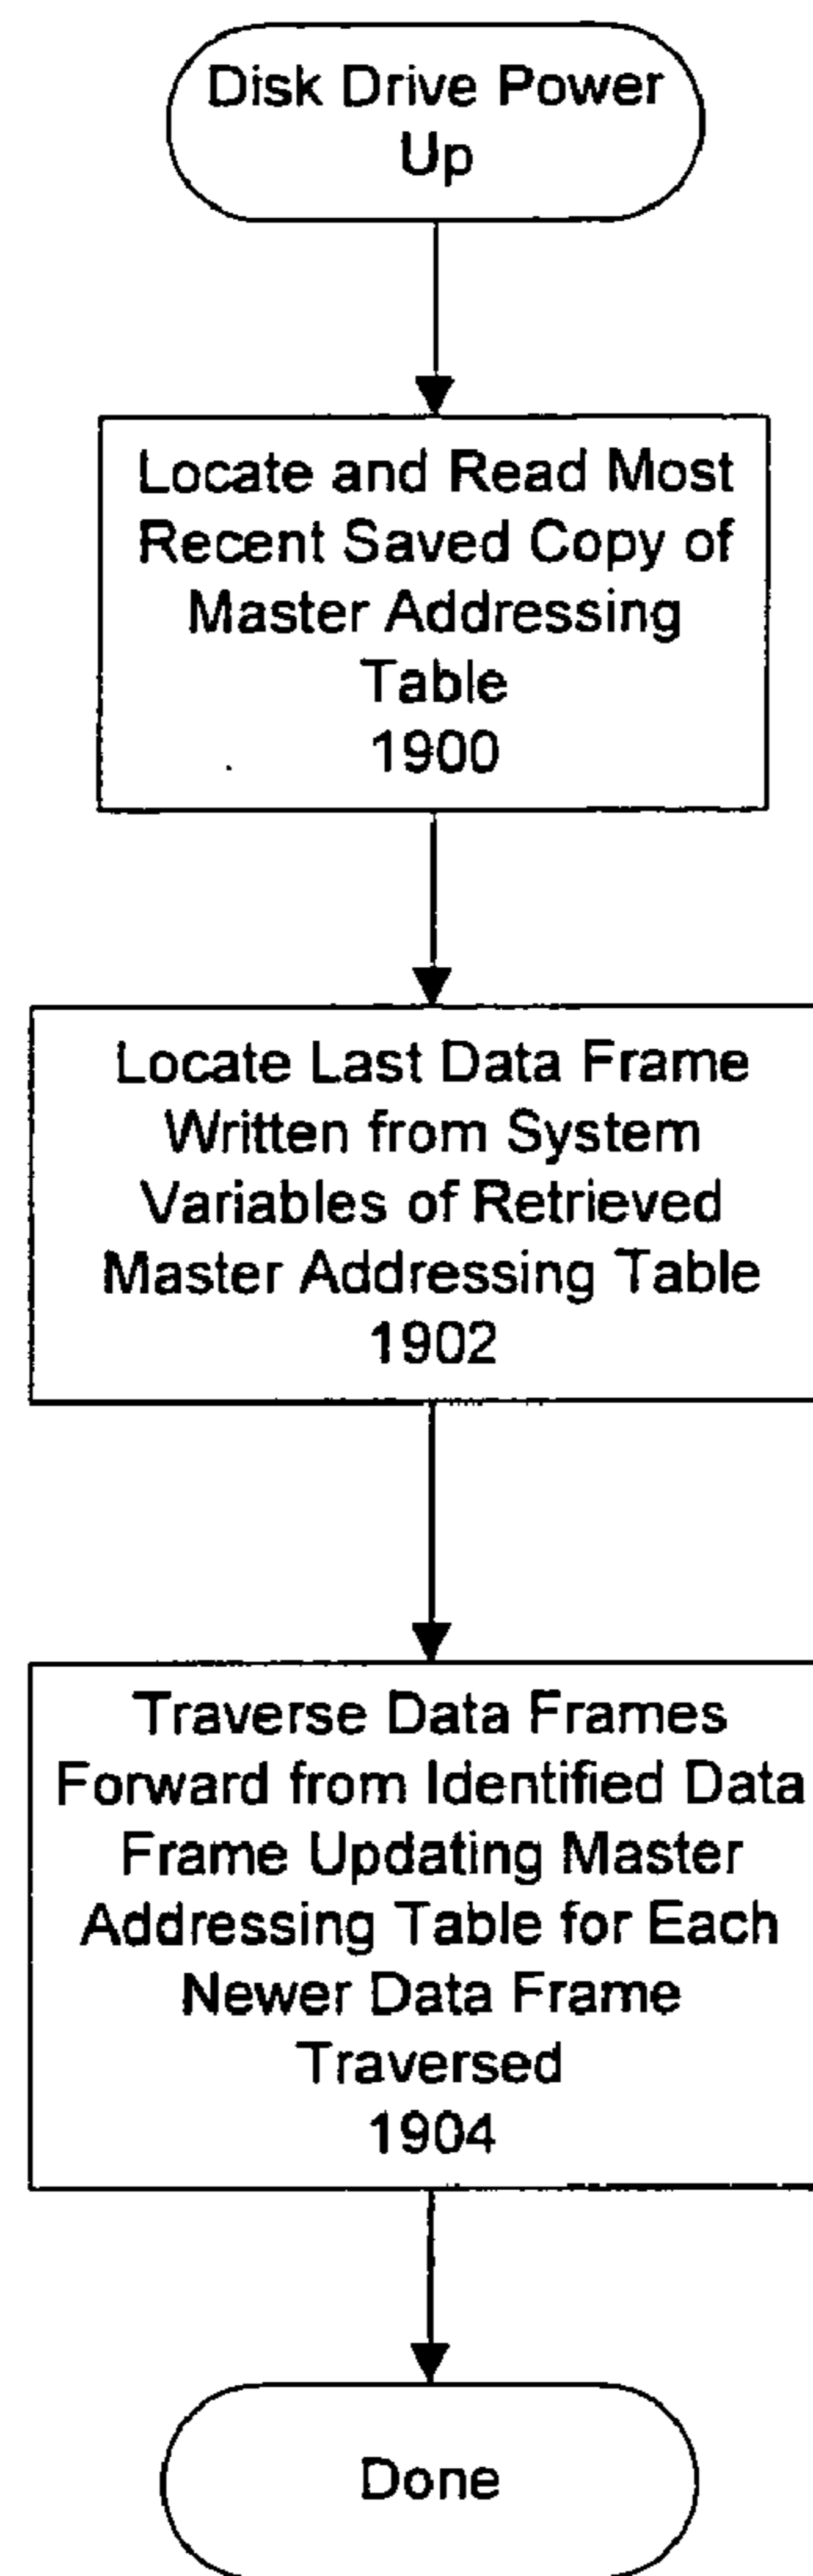 Disk Drive Power
Up
Locate and Read Most
Recent Saved Copy of
Master Addressing
Table
1900
Locate Last Data Frame
Written from System
Variables of Retrieved
Master Addressing Table
1902
Traverse Data Frames
Forward from Identified Data
Frame Updating Master
Addressing Table for Each
Newer Data Frame
Traversed
1904
Done